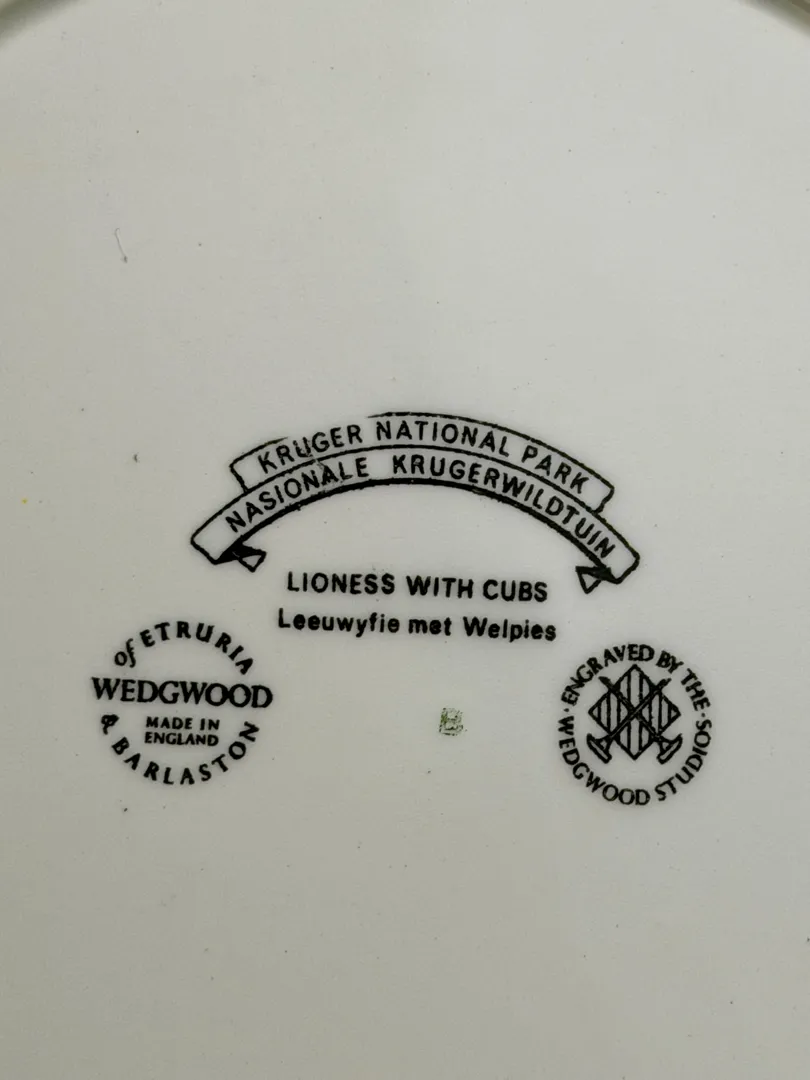 KRUGER NATIONAL PARK
NASIONALE KRUGERWILDTUIN
LIONESS WITH CUBS
Leeuwyfie met Welpies
of ETRURIA
WEDGWOOD
MADE IN
ENGLAND
& BARLASTON
· ENGRAVED BY THE ·
WEDGWOOD STUDIOS